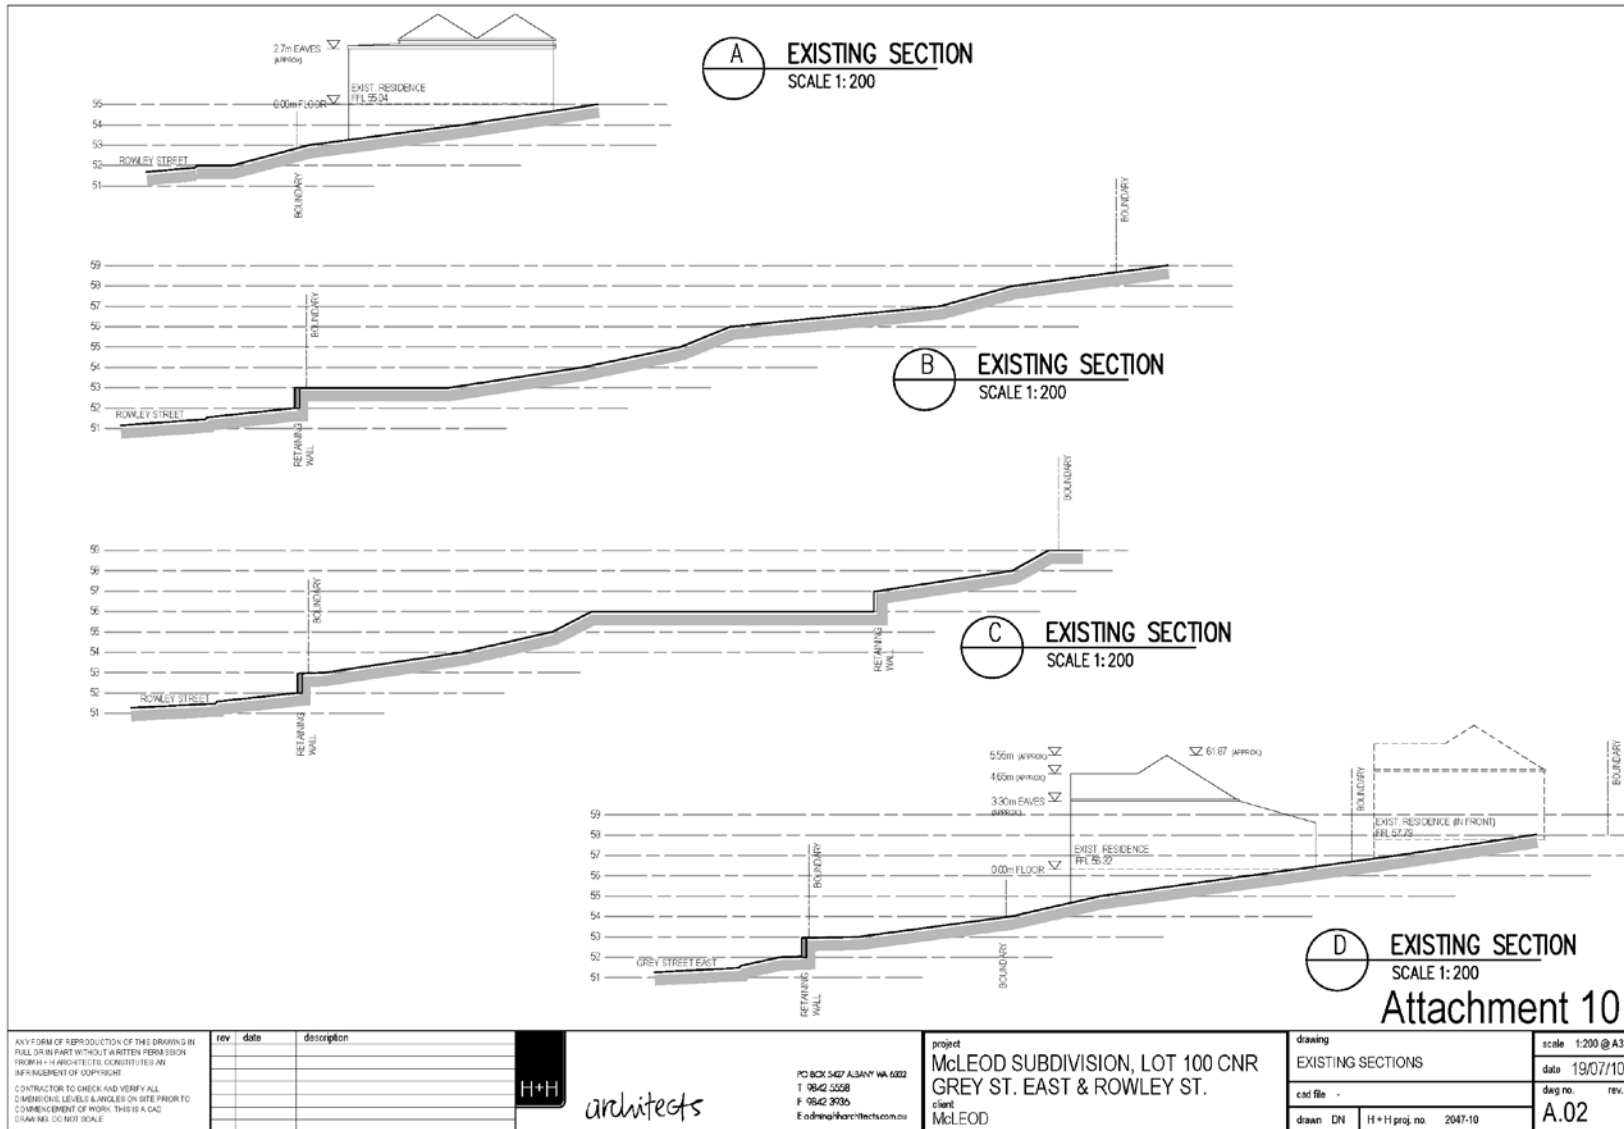 A
EXISTING SECTION
SCALE 1: 200
2.7m EAVES
(APPROX)
EXIST. RESIDENCE
FFL 55.04
0.00m FLOOR
55
54
53
52
51
ROWLEY STREET
BOUNDARY
BOUNDARY
59
58
57
56
55
54
53
52
51
BOUNDARY
ROWLEY STREET
RETAINING
WALL
B
EXISTING SECTION
SCALE 1: 200
BOUNDARY
59
58
57
56
55
54
53
52
51
BOUNDARY
ROWLEY STREET
RETAINING
WALL
RETAINING
WALL
C
EXISTING SECTION
SCALE 1: 200
5.55m (APPROX)
61.87 (APPROX)
4.65m (APPROX)
3.30m EAVES
(APPROX)
BOUNDARY
BOUNDARY
59
58
57
56
55
54
53
52
51
EXIST. RESIDENCE (IN FRONT)
FFL 57.79
EXIST. RESIDENCE
FFL 56.32
0.00m FLOOR
BOUNDARY
GREY STREET EAST
RETAINING
WALL
BOUNDARY
D
EXISTING SECTION
SCALE 1: 200
Attachment 10
ANY FORM OF REPRODUCTION OF THIS DRAWING IN
FULL OR IN PART WITHOUT WRITTEN PERMISSION
FROM H + H ARCHITECTS, CONSTITUTES AN
INFRINGEMENT OF COPYRIGHT.
CONTRACTOR TO CHECK AND VERIFY ALL
DIMENSIONS, LEVELS & ANGLES ON SITE PRIOR TO
COMMENCEMENT OF WORK. THIS IS A CAD
DRAWING. DO NOT SCALE
rev date description
H+H
architects
PO BOX 5427 ALBANY WA 6332
T 9842 5558
F 9842 3936
E admin@hharchitects.com.au
project
McLEOD SUBDIVISION, LOT 100 CNR
GREY ST. EAST & ROWLEY ST.
client
McLEOD
drawing
EXISTING SECTIONS
cad file -
drawn DN H + H proj. no. 2047-10
scale 1:200 @ A3
date 19/07/10
dwg no. rev.
A.02